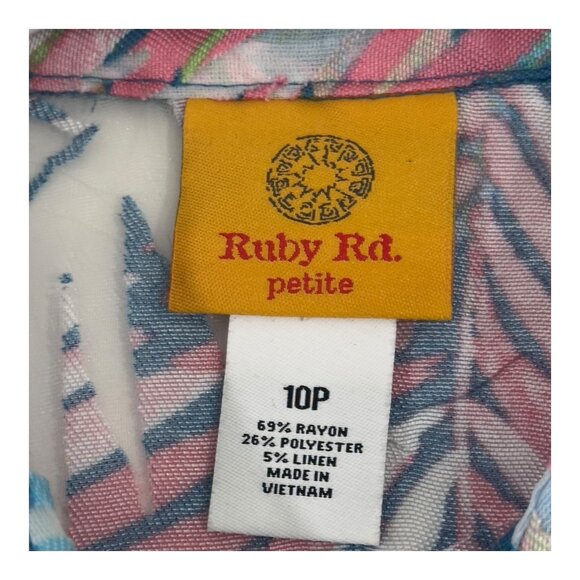 Ruby Rd.
petite
10P
69% RAYON
26% POLYESTER
5% LINEN
MADE IN
VIETNAM